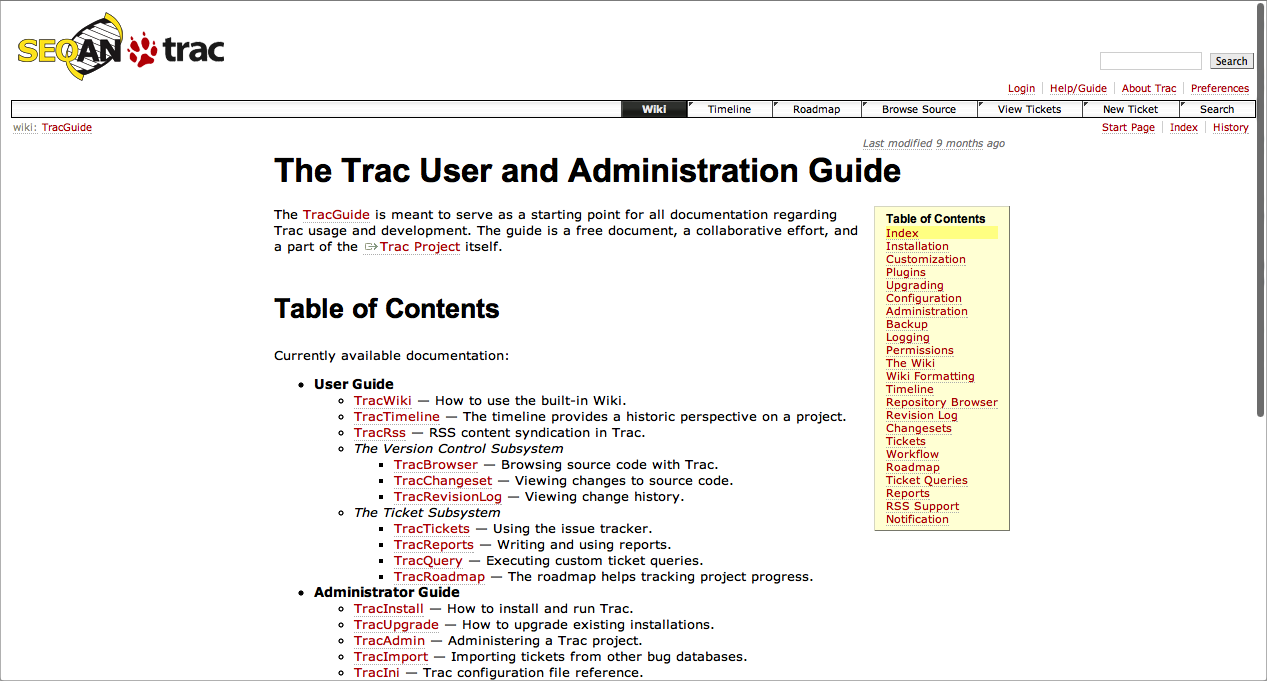 SEQAN trac
Search
Login Help/Guide About Trac Preferences
Wiki Timeline Roadmap Browse Source View Tickets New Ticket Search
wiki: TracGuide
Start Page Index History
Last modified 9 months ago
The Trac User and Administration Guide
The TracGuide is meant to serve as a starting point for all documentation regarding
Trac usage and development. The guide is a free document, a collaborative effort, and
a part of the Trac Project itself.
Table of Contents
Index
Installation
Customization
Plugins
Upgrading
Configuration
Administration
Backup
Logging
Permissions
The Wiki
Wiki Formatting
Timeline
Repository Browser
Revision Log
Changesets
Tickets
Workflow
Roadmap
Ticket Queries
Reports
RSS Support
Notification
Table of Contents
Currently available documentation:
• User Guide
TracWiki — How to use the built-in Wiki.
TracTimeline — The timeline provides a historic perspective on a project.
TracRss — RSS content syndication in Trac.
The Version Control Subsystem
TracBrowser — Browsing source code with Trac.
TracChangeset — Viewing changes to source code.
TracRevisionLog — Viewing change history.
The Ticket Subsystem
TracTickets — Using the issue tracker.
TracReports — Writing and using reports.
TracQuery — Executing custom ticket queries.
TracRoadmap — The roadmap helps tracking project progress.
• Administrator Guide
TracInstall — How to install and run Trac.
TracUpgrade — How to upgrade existing installations.
TracAdmin — Administering a Trac project.
TracImport — Importing tickets from other bug databases.
TracIni — Trac configuration file reference.